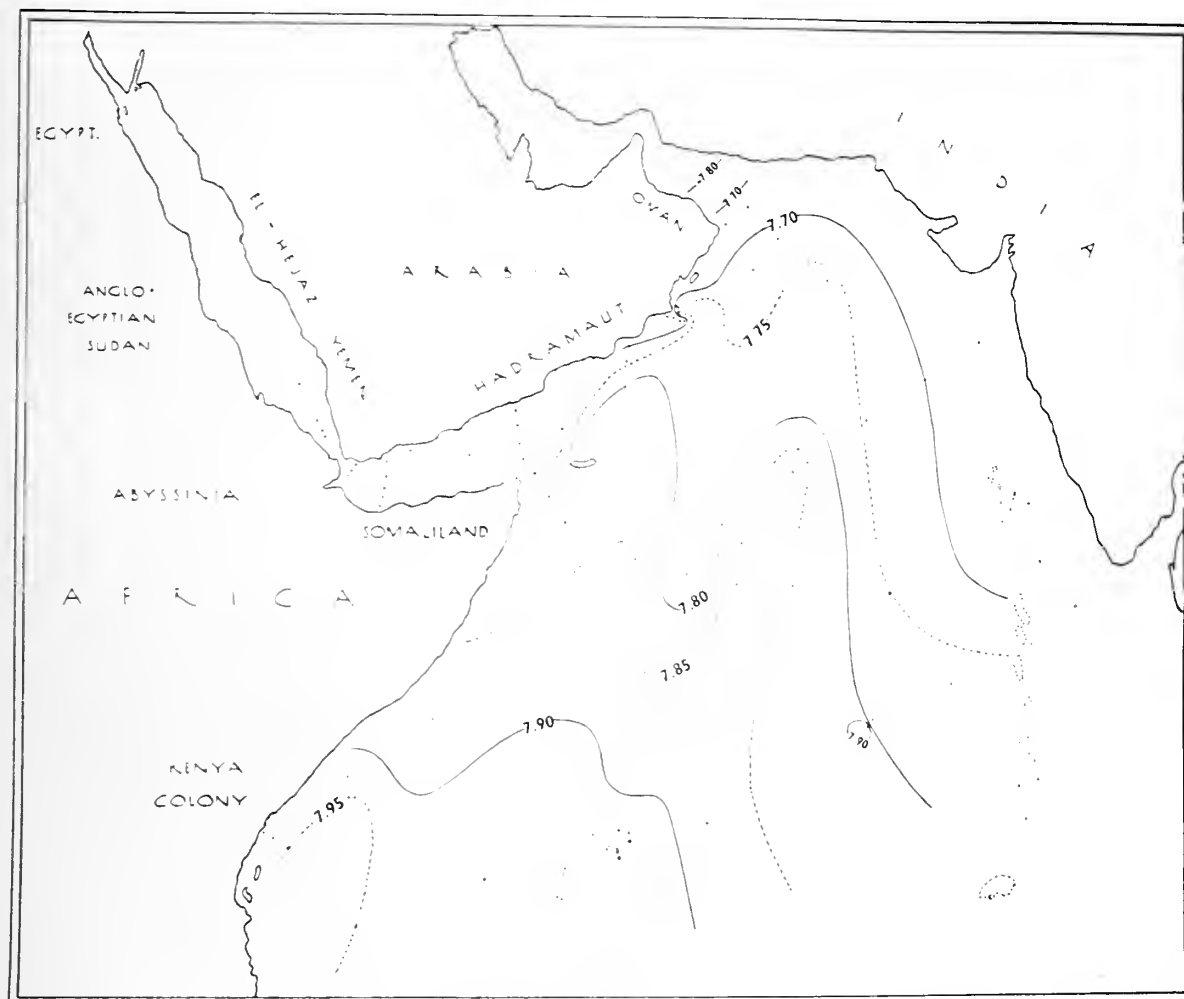 EGYPT.
INDIA
7.80
7.70
OMAN
7.70
EL-HEJAZ
ARABIA
ANGLO-
EGYPTIAN
SUDAN
YEMEN
HADRAMAUT
7.75
ABYSSINIA
SOMALILAND
AFRICA
7.80
7.85
7.90
7.90
KENYA
COLONY
7.95